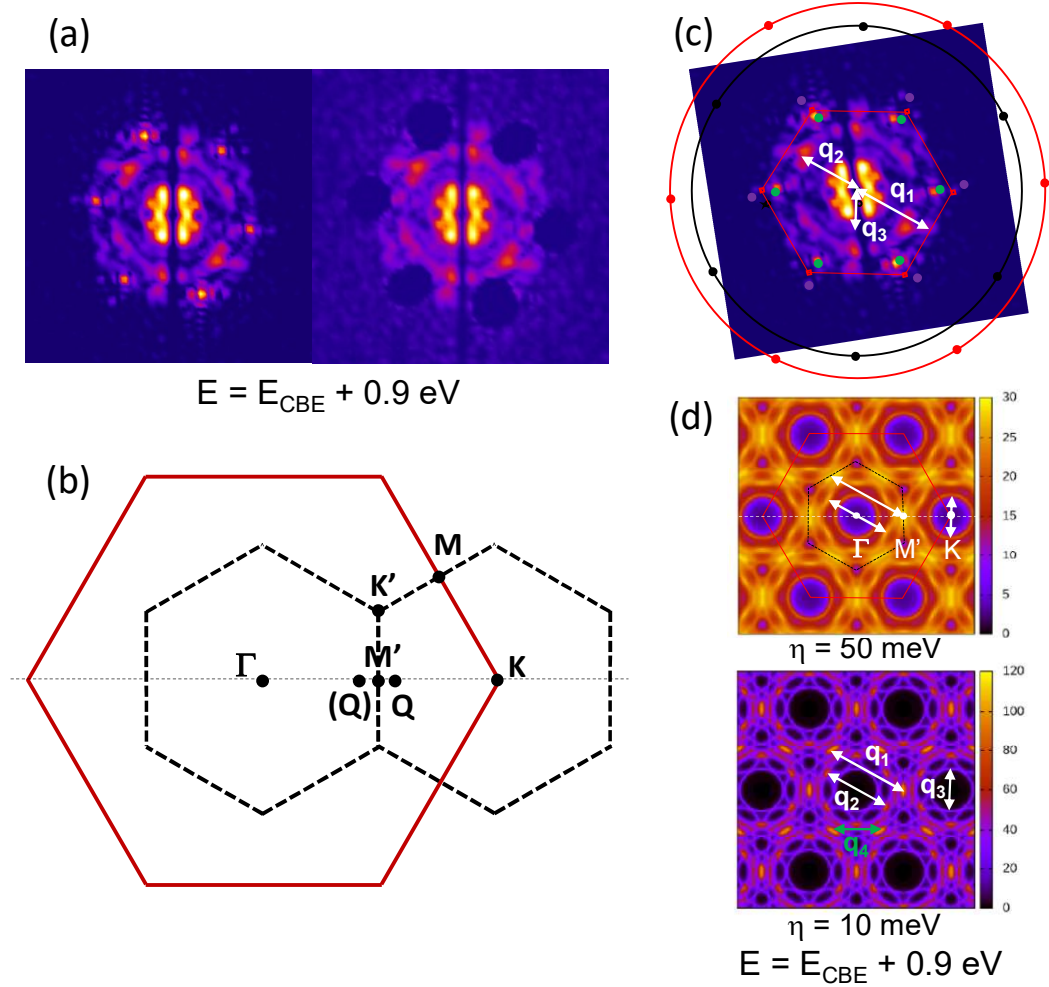 (a)
E = E_CBE + 0.9 eV
(b)
M
K'
Γ
M'
K
(Q)
Q
(c)
q2
q1
q3
(d)
30
25
20
15
10
5
0
Γ
M'
K
η = 50 meV
120
100
80
60
40
20
0
q1
q2
q3
q4
η = 10 meV
E = E_CBE + 0.9 eV